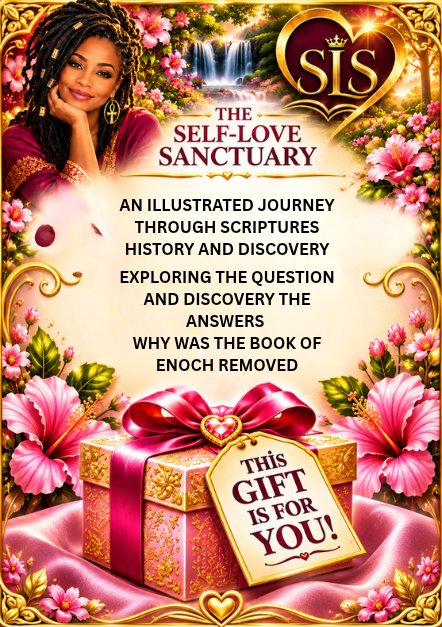 SLS
THE
SELF-LOVE
SANCTUARY
AN ILLUSTRATED JOURNEY
THROUGH SCRIPTURES
HISTORY AND DISCOVERY
EXPLORING THE QUESTION
AND DISCOVERY THE
ANSWERS
WHY WAS THE BOOK OF
ENOCH REMOVED
THIS
GIFT
IS FOR
YOU!